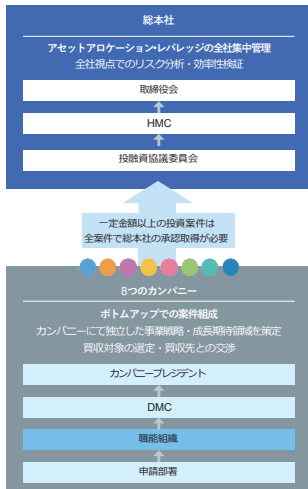 総本社
アセットアロケーション・レバレッジの全社集中管理
全社視点でのリスク分析・効率性検証
取締役会
HMC
投融資協議委員会
一定金額以上の投資案件は
全案件で総本社の承認取得が必要
8つのカンパニー
ボトムアップでの案件組成
カンパニーにて独立した事業戦略・成長期待領域を策定
買収対象の選定・買収先との交渉
カンパニープレジデント
DMC
職能組織
申請部署